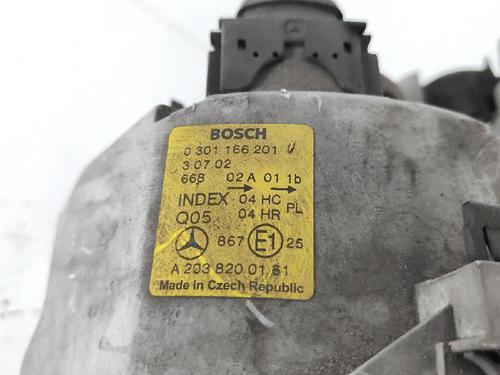 BOSCH
0 301 166 201
3.07.02
668 02A 01 1b
INDEX 04 HC PL
Q05 04 HR
867 E1 25
A 203 820 01 61
Made in Czech Republic